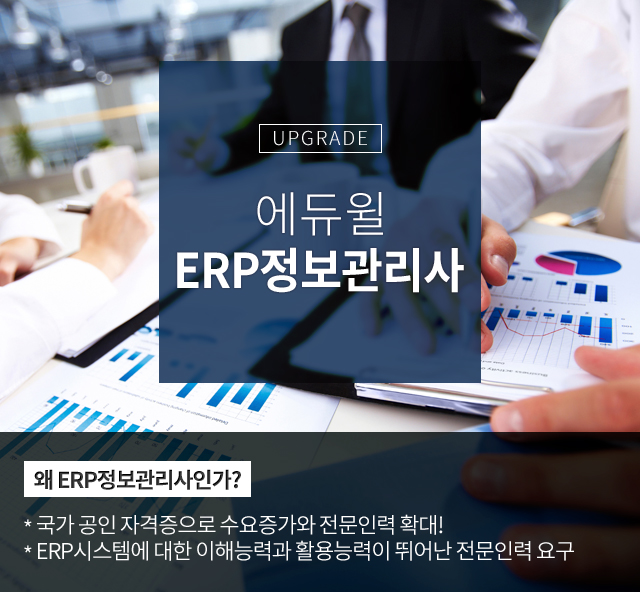 UPGRADE
에듀윌
ERP정보관리사
왜 ERP정보관리사인가?
* 국가 공인 자격증으로 수요증가와 전문인력 확대!
* ERP시스템에 대한 이해능력과 활용능력이 뛰어난 전문인력 요구